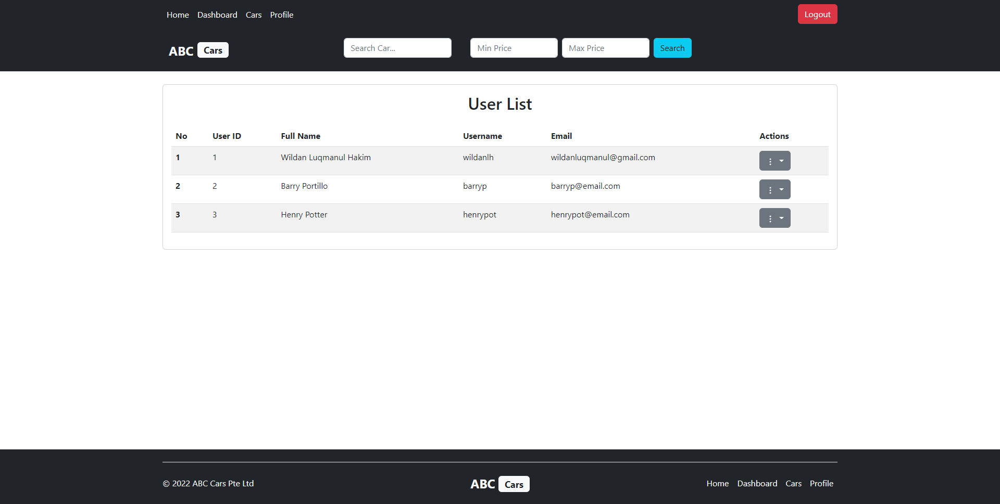 Home Dashboard Cars Profile Logout
ABC Cars Search Car... Min Price Max Price Search
User List
No User ID Full Name Username Email Actions
1 1 Wildan Luqmanul Hakim wildanlh wildanluqmanul@gmail.com
2 2 Barry Portillo barryp barryp@email.com
3 3 Henry Potter henrypot henrypot@email.com
© 2022 ABC Cars Pte Ltd ABC Cars Home Dashboard Cars Profile